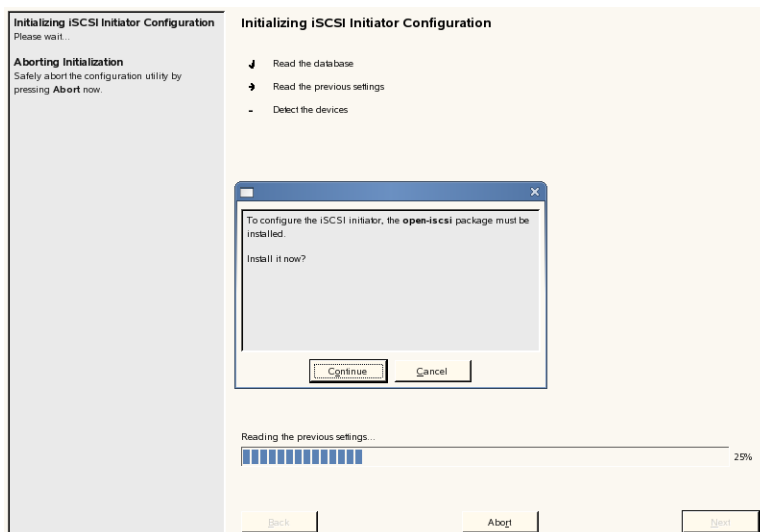 Initializing iSCSI Initiator Configuration
Please wait...
Aborting Initialization
Safely abort the configuration utility by
pressing Abort now.
Initializing iSCSI Initiator Configuration
Read the database
Read the previous settings
- Detect the devices
To configure the iSCSI initiator, the open-iscsi package must be
installed.
Install it now?
Continue
Cancel
Reading the previous settings...
25%
Back
Abort
Next